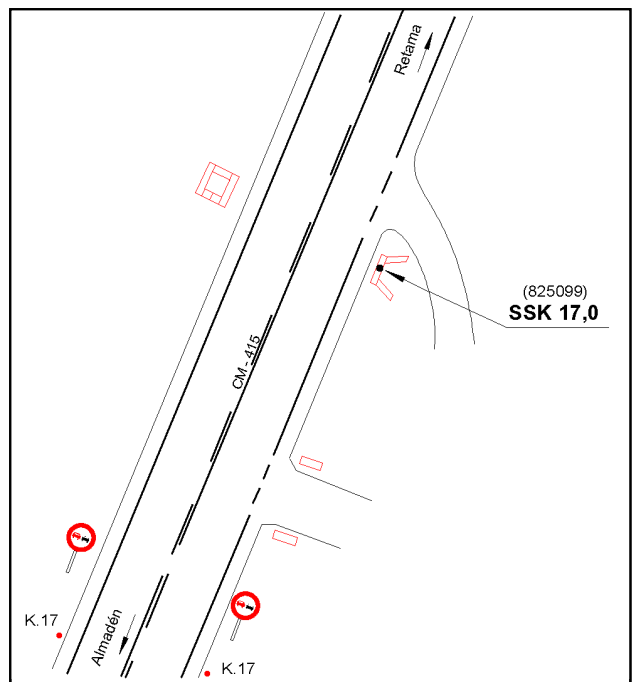 Retama
(825099)
SSK 17,0
CM - 415
K.17
Almadén
K.17